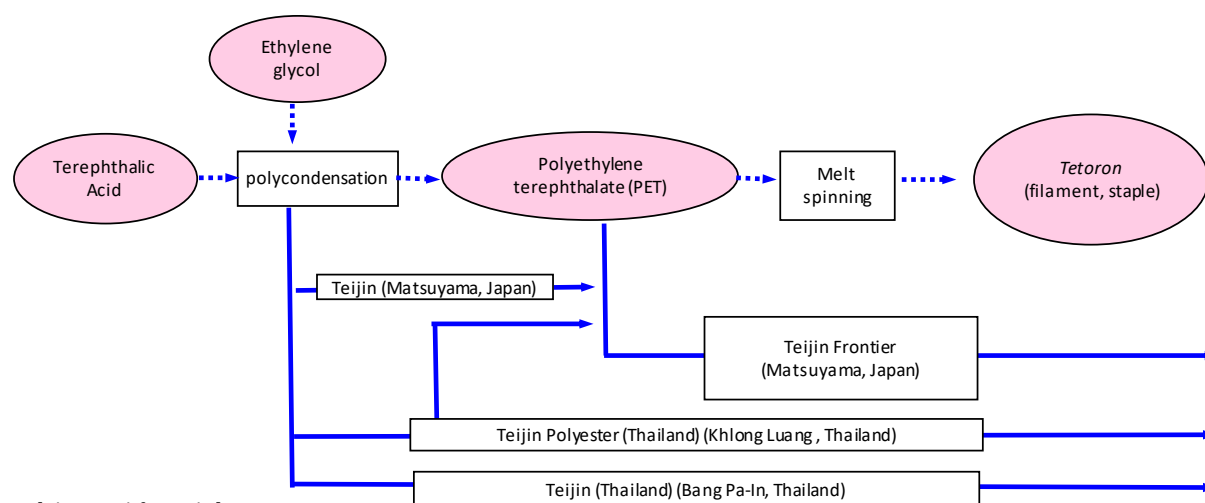 Ethylene
glycol
Terephthalic
Acid
polycondensation
Polyethylene
terephthalate (PET)
Melt
spinning
Tetoron
(filament, staple)
Teijin (Matsuyama, Japan)
Teijin Frontier
(Matsuyama, Japan)
Teijin Polyester (Thailand) (Khlong Luang , Thailand)
Teijin (Thailand) (Bang Pa-In, Thailand)